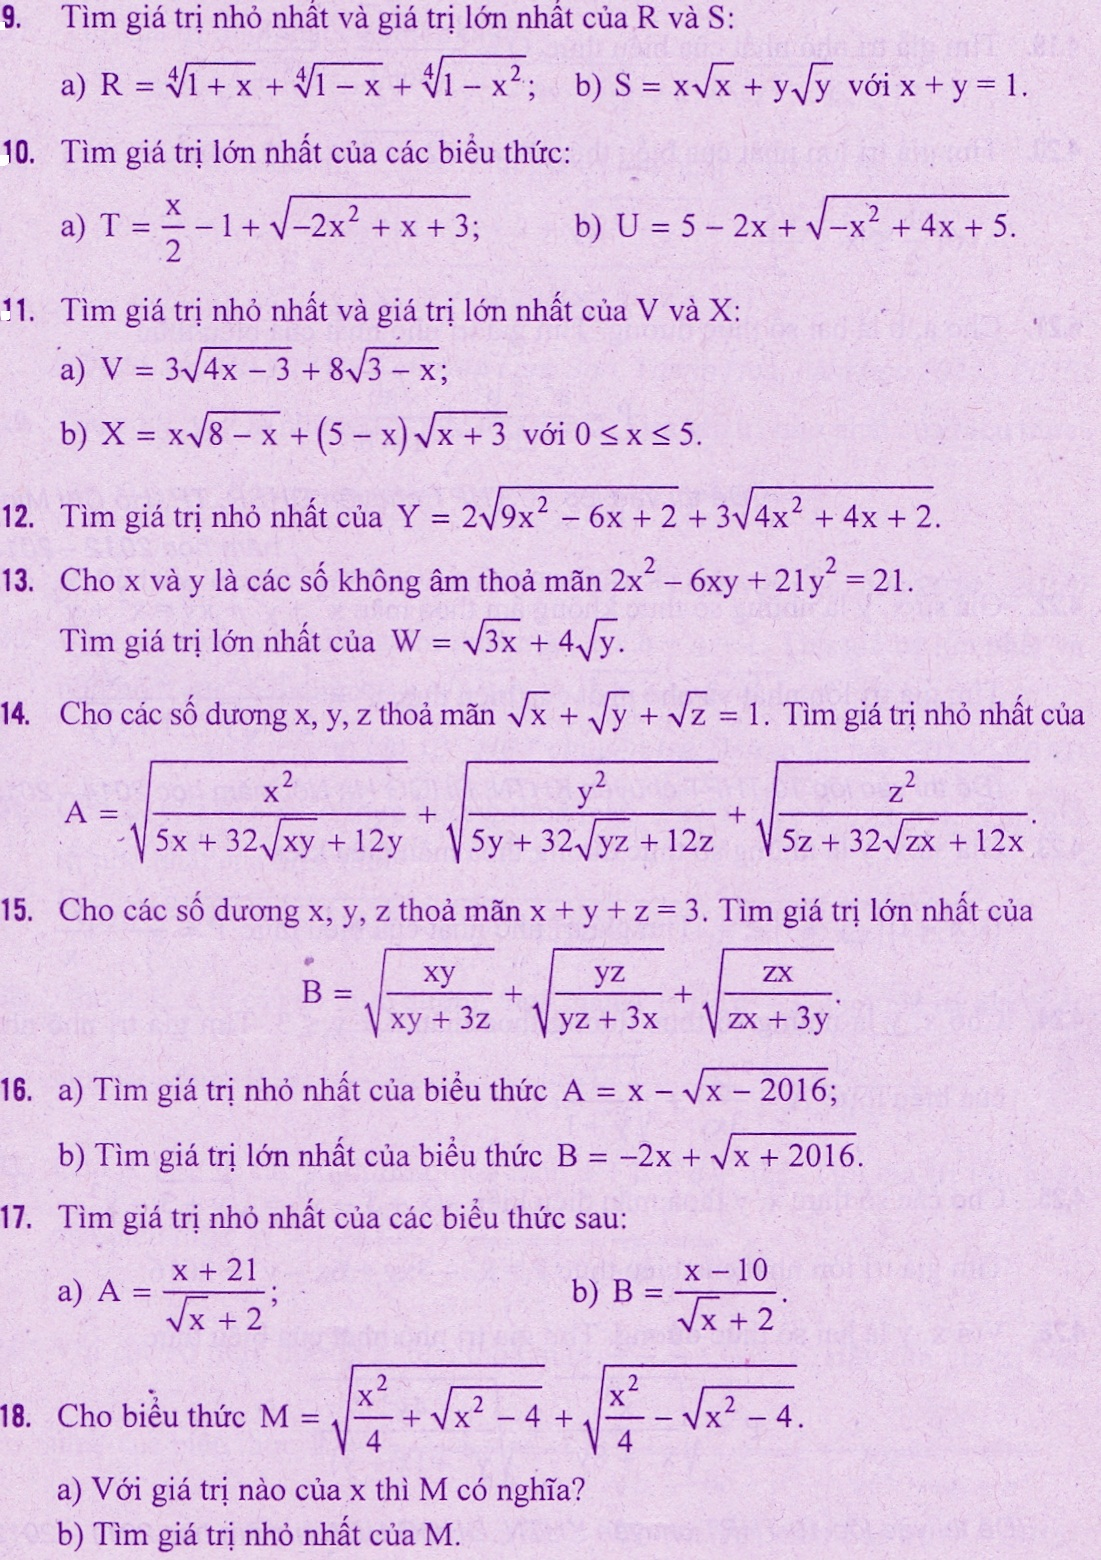 9. Tìm giá trị nhỏ nhất và giá trị lớn nhất của R và S:
a) R = ∜(1 + x) + ∜(1 − x) + ∜(1 − x²); b) S = x√x + y√y với x + y = 1.
10. Tìm giá trị lớn nhất của các biểu thức:
a) T = x/2 − 1 + √(−2x² + x + 3); b) U = 5 − 2x + √(−x² + 4x + 5).
11. Tìm giá trị nhỏ nhất và giá trị lớn nhất của V và X:
a) V = 3√(4x − 3) + 8√(3 − x);
b) X = x√(8 − x) + (5 − x)√(x + 3) với 0 ≤ x ≤ 5.
12. Tìm giá trị nhỏ nhất của Y = 2√(9x² − 6x + 2) + 3√(4x² + 4x + 2).
13. Cho x và y là các số không âm thoả mãn 2x² − 6xy + 21y² = 21.
Tìm giá trị lớn nhất của W = √(3x) + 4√y.
14. Cho các số dương x, y, z thoả mãn √x + √y + √z = 1. Tìm giá trị nhỏ nhất của
A = √(x²/(5x + 32√(xy) + 12y)) + √(y²/(5y + 32√(yz) + 12z)) + √(z²/(5z + 32√(zx) + 12x)).
15. Cho các số dương x, y, z thoả mãn x + y + z = 3. Tìm giá trị lớn nhất của
B = √(xy/(xy + 3z)) + √(yz/(yz + 3x)) + √(zx/(zx + 3y)).
16. a) Tìm giá trị nhỏ nhất của biểu thức A = x − √(x − 2016);
b) Tìm giá trị lớn nhất của biểu thức B = −2x + √(x + 2016).
17. Tìm giá trị nhỏ nhất của các biểu thức sau:
a) A = (x + 21)/(√x + 2); b) B = (x − 10)/(√x + 2).
18. Cho biểu thức M = √(x²/4 + √(x² − 4)) + √(x²/4 − √(x² − 4)).
a) Với giá trị nào của x thì M có nghĩa?
b) Tìm giá trị nhỏ nhất của M.